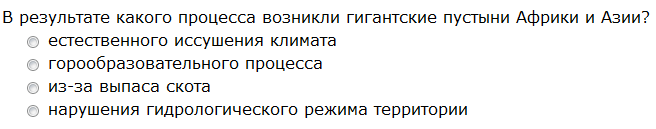 В результате какого процесса возникли гигантские пустыни Африки и Азии?
естественного иссушения климата
горообразовательного процесса
из-за выпаса скота
нарушения гидрологического режима территории